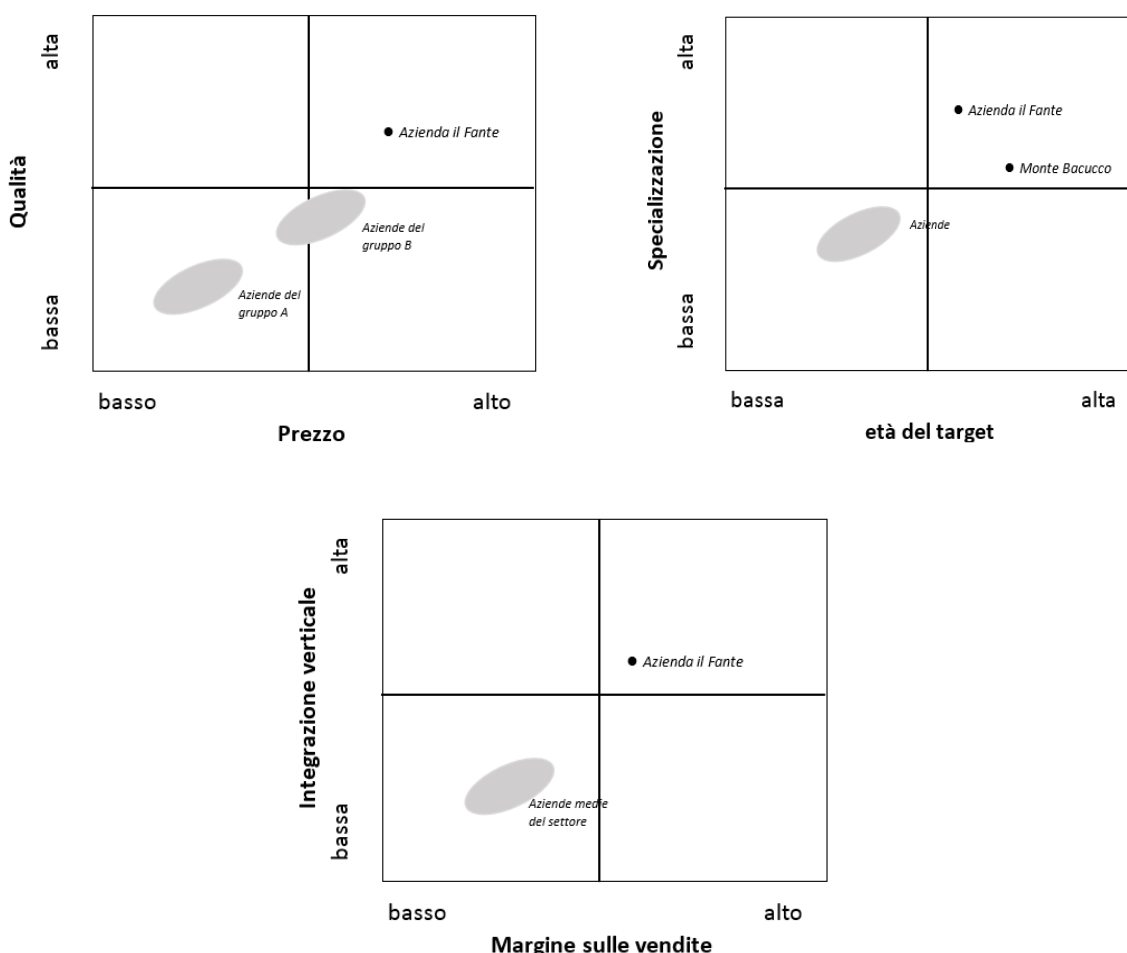 alta
Qualità
bassa
Azienda il Fante
Aziende del
gruppo B
Aziende del
gruppo A
basso
alto
Prezzo
alta
Specializzazione
bassa
Azienda il Fante
Monte Bacucco
Aziende
bassa
alta
età del target
alta
Integrazione verticale
bassa
Azienda il Fante
Aziende medie
del settore
basso
alto
Margine sulle vendite